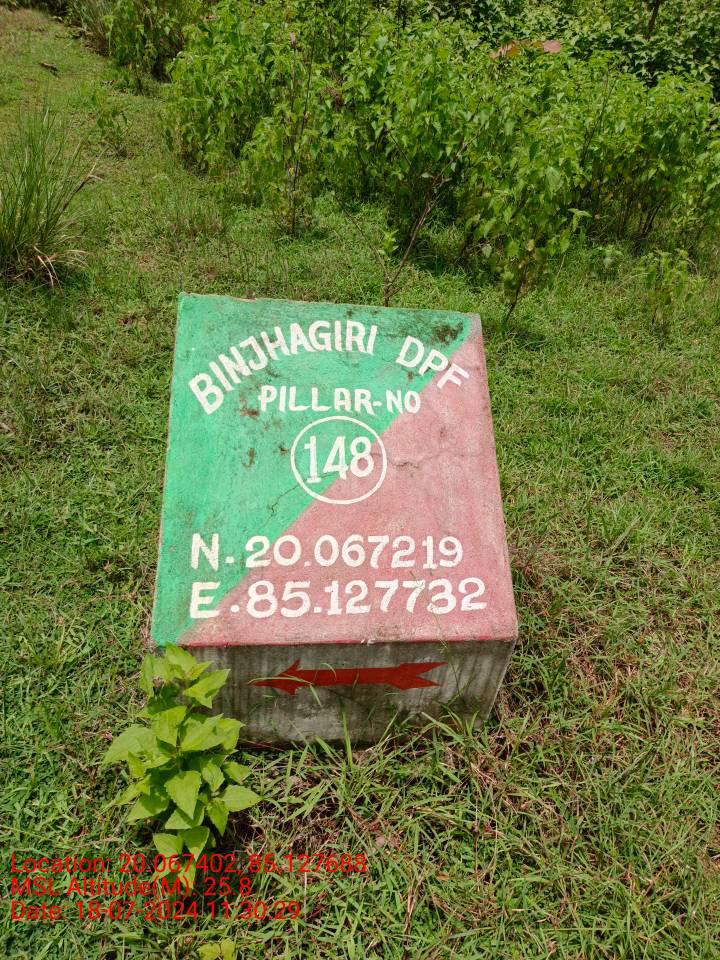 BINJHAGIRI DPF
PILLAR-NO
148
N. 20.067219
E. 85.127732
Location: 20.067402, 85.127688
MSL Altitude(M): 25.8
Date: 18-07-2024 11:30:29